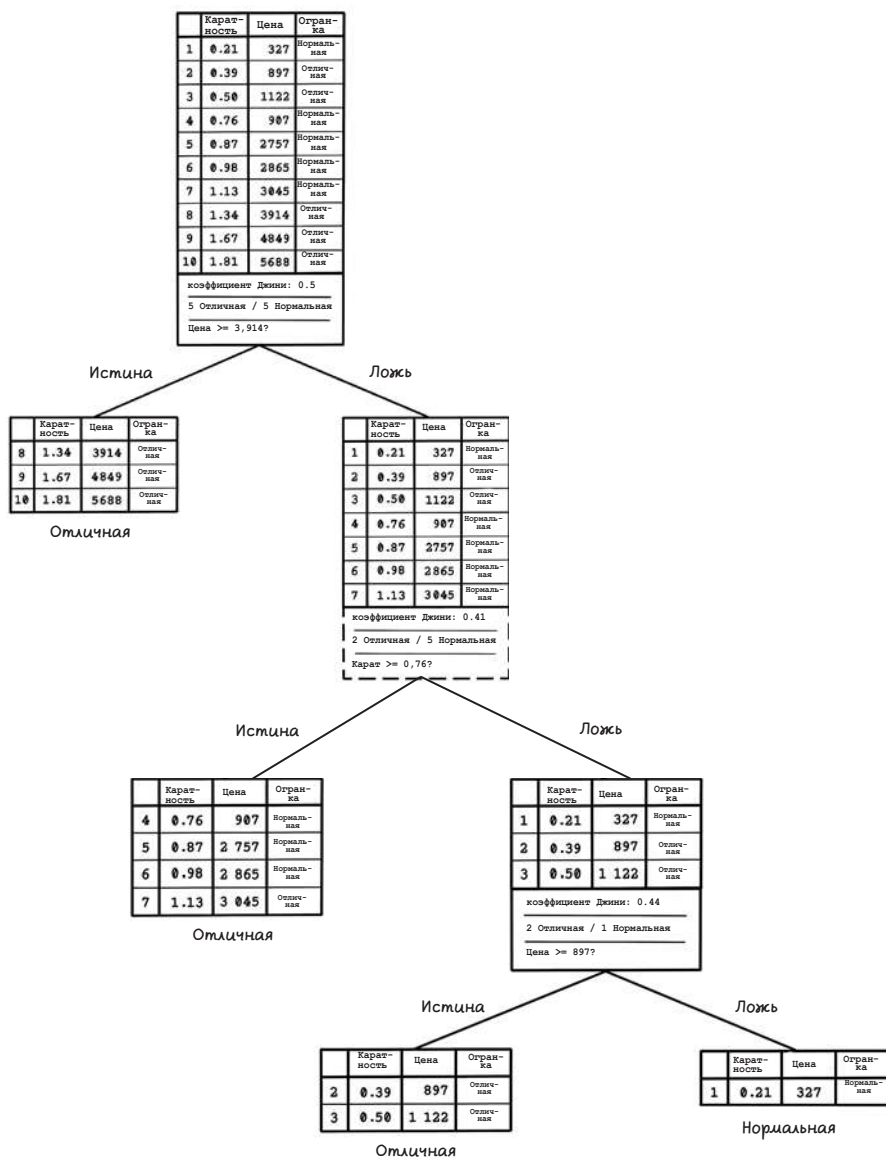 Карат-
ность Цена Огран-
ка
1 0.21 327 Нормаль-
ная
2 0.39 897 Отлич-
ная
3 0.50 1122 Отлич-
ная
4 0.76 907 Нормаль-
ная
5 0.87 2757 Нормаль-
ная
6 0.98 2865 Нормаль-
ная
7 1.13 3045 Нормаль-
ная
8 1.34 3914 Отлич-
ная
9 1.67 4849 Отлич-
ная
10 1.81 5688 Отлич-
ная
коэффициент Джини: 0.5
5 Отличная / 5 Нормальная
Цена >= 3,914?
Истина
Ложь
Карат-
ность Цена Огран-
ка
8 1.34 3914 Отлич-
ная
9 1.67 4849 Отлич-
ная
10 1.81 5688 Отлич-
ная
Отличная
Карат-
ность Цена Огран-
ка
1 0.21 327 Нормаль-
ная
2 0.39 897 Отлич-
ная
3 0.50 1122 Отлич-
ная
4 0.76 907 Нормаль-
ная
5 0.87 2757 Нормаль-
ная
6 0.98 2865 Нормаль-
ная
7 1.13 3045 Нормаль-
ная
коэффициент Джини: 0.41
2 Отличная / 5 Нормальная
Карат >= 0,76?
Истина
Ложь
Карат-
ность Цена Огран-
ка
4 0.76 907 Нормаль-
ная
5 0.87 2 757 Нормаль-
ная
6 0.98 2 865 Нормаль-
ная
7 1.13 3 045 Отлич-
ная
Отличная
Карат-
ность Цена Огран-
ка
1 0.21 327 Нормаль-
ная
2 0.39 897 Отлич-
ная
3 0.50 1 122 Отлич-
ная
коэффициент Джини: 0.44
2 Отличная / 1 Нормальная
Цена >= 897?
Истина
Ложь
Карат-
ность Цена Огран-
ка
2 0.39 897 Отлич-
ная
3 0.50 1 122 Отлич-
ная
Отличная
Карат-
ность Цена Огран-
ка
1 0.21 327 Нормаль-
ная
Нормальная